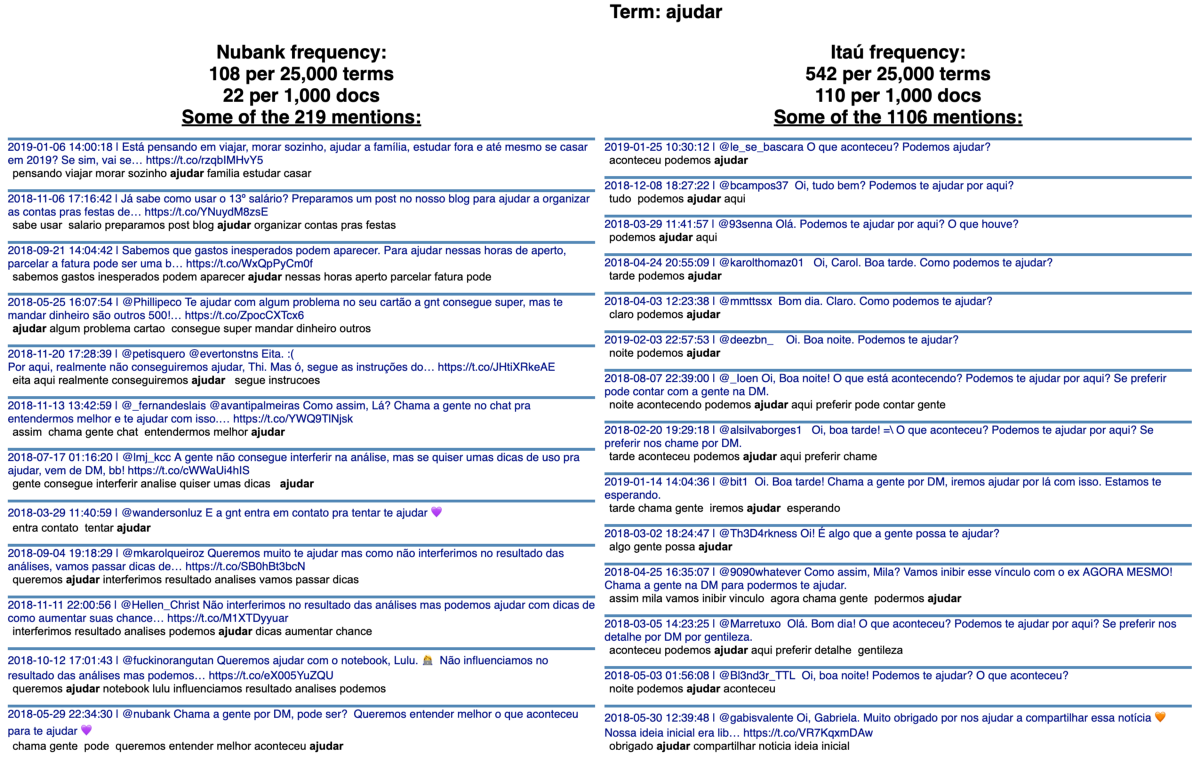 Term: ajudar
Nubank frequency:
108 per 25,000 terms
22 per 1,000 docs
Some of the 219 mentions:
2019-01-06 14:00:18 | Está pensando em viajar, morar sozinho, ajudar a família, estudar fora e até mesmo se casar
em 2019? Se sim, vai se… https://t.co/rzqbIMHvY5
pensando viajar morar sozinho ajudar familia estudar casar
2018-11-06 17:16:42 | Já sabe como usar o 13º salário? Preparamos um post no nosso blog para ajudar a organizar
as contas pras festas de… https://t.co/YNuydM8zsE
sabe usar salario preparamos post blog ajudar organizar contas pras festas
2018-09-21 14:04:42 | Sabemos que gastos inesperados podem aparecer. Para ajudar nessas horas de aperto,
parcelar a fatura pode ser uma b… https://t.co/WxQpPyCm0f
sabemos gastos inesperados podem aparecer ajudar nessas horas aperto parcelar fatura pode
2018-05-25 16:07:54 | @Phillipeco Te ajudar com algum problema no seu cartão a gnt consegue super, mas te
mandar dinheiro são outros 500!… https://t.co/ZpocCXTcx6
ajudar algum problema cartao consegue super mandar dinheiro outros
2018-11-20 17:28:39 | @petisquero @evertonstns Eita. :(
Por aqui, realmente não conseguiremos ajudar, Thi. Mas ó, segue as instruções do… https://t.co/JHtiXRkeAE
eita aqui realmente conseguiremos ajudar segue instrucoes
2018-11-13 13:42:59 | @_fernandeslais @avantipalmeiras Como assim, Lá? Chama a gente no chat pra
entendermos melhor e te ajudar com isso.… https://t.co/YWQ9TlNjsk
assim chama gente chat entendermos melhor ajudar
2018-07-17 01:16:20 | @lmj_kcc A gente não consegue interferir na análise, mas se quiser umas dicas de uso pra
ajudar, vem de DM, bb! https://t.co/cWWaUi4hIS
gente consegue interferir analise quiser umas dicas ajudar
2018-03-29 11:40:59 | @wandersonluz E a gnt entra em contato pra tentar te ajudar 💜
entra contato tentar ajudar
2018-09-04 19:18:29 | @mkarolqueiroz Queremos muito te ajudar mas como não interferimos no resultado das
análises, vamos passar dicas de… https://t.co/SB0hBt3bcN
queremos ajudar interferimos resultado analises vamos passar dicas
2018-11-11 22:00:56 | @Hellen_Christ Não interferimos no resultado das análises mas podemos ajudar com dicas de
como aumentar suas chance… https://t.co/M1XTDyyuar
interferimos resultado analises podemos ajudar dicas aumentar chance
2018-10-12 17:01:43 | @fuckinorangutan Queremos ajudar com o notebook, Lulu. 🙋 Não influenciamos no
resultado das análises mas podemos… https://t.co/eX005YuZQU
queremos ajudar notebook lulu influenciamos resultado analises podemos
2018-05-29 22:34:30 | @nubank Chama a gente por DM, pode ser? Queremos entender melhor o que aconteceu
para te ajudar 💜
chama gente pode queremos entender melhor aconteceu ajudar
Itaú frequency:
542 per 25,000 terms
110 per 1,000 docs
Some of the 1106 mentions:
2019-01-25 10:30:12 | @le_se_bascara O que aconteceu? Podemos ajudar?
aconteceu podemos ajudar
2018-12-08 18:27:22 | @bcampos37 Oi, tudo bem? Podemos te ajudar por aqui?
tudo podemos ajudar aqui
2018-03-29 11:41:57 | @93senna Olá. Podemos te ajudar por aqui? O que houve?
podemos ajudar aqui
2018-04-24 20:55:09 | @karolthomaz01 Oi, Carol. Boa tarde. Como podemos te ajudar?
tarde podemos ajudar
2018-04-03 12:23:38 | @mmttssx Bom dia. Claro. Como podemos te ajudar?
claro podemos ajudar
2019-02-03 22:57:53 | @deezbn_ Oi. Boa noite. Podemos te ajudar?
noite podemos ajudar
2018-08-07 22:39:00 | @_loen Oi, Boa noite! O que está acontecendo? Podemos te ajudar por aqui? Se preferir
pode contar com a gente na DM.
noite acontecendo podemos ajudar aqui preferir pode contar gente
2018-02-20 19:29:18 | @alsilvaborges1 Oi, boa tarde! =\ O que aconteceu? Podemos te ajudar por aqui? Se
preferir nos chame por DM.
tarde aconteceu podemos ajudar aqui preferir chame
2019-01-14 14:04:36 | @bit1 Oi. Boa tarde! Chama a gente por DM, iremos ajudar por lá com isso. Estamos te
esperando.
tarde chama gente iremos ajudar esperando
2018-03-02 18:24:47 | @Th3D4rkness Oi! É algo que a gente possa te ajudar?
algo gente possa ajudar
2018-04-25 16:35:07 | @9090whatever Como assim, Mila? Vamos inibir esse vínculo com o ex AGORA MESMO!
Chama a gente na DM para podermos te ajudar.
assim mila vamos inibir vinculo agora chama gente podermos ajudar
2018-03-05 14:23:25 | @Marretuxo Olá. Bom dia! O que aconteceu? Podemos te ajudar por aqui? Se preferir nos
detalhe por DM por gentileza.
aconteceu podemos ajudar aqui preferir detalhe gentileza
2018-05-03 01:56:08 | @Bl3nd3r_TTL Oi, boa noite! Podemos te ajudar? O que aconteceu?
noite podemos ajudar aconteceu
2018-05-30 12:39:48 | @gabisvalente Oi, Gabriela. Muito obrigado por nos ajudar a compartilhar essa notícia 🧡
Nossa ideia inicial era lib… https://t.co/VR7KqxmDAw
obrigado ajudar compartilhar noticia ideia inicial